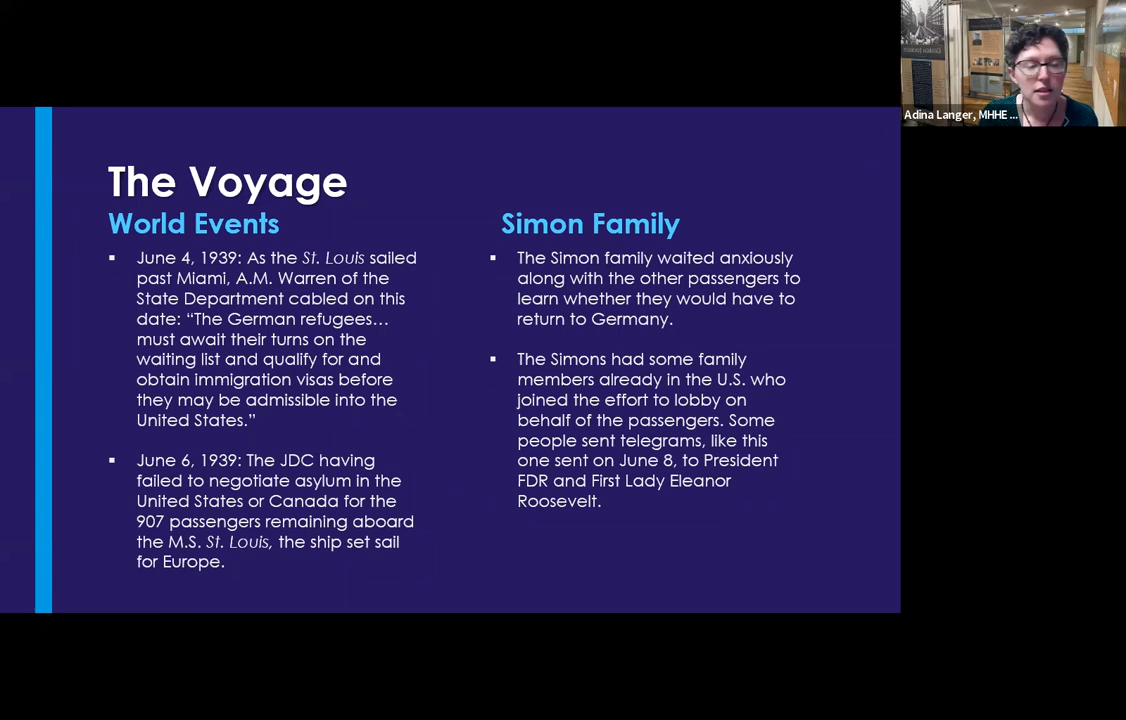 The Voyage
World Events
▪ June 4, 1939: As the St. Louis sailed
past Miami, A.M. Warren of the
State Department cabled on this
date: “The German refugees…
must await their turns on the
waiting list and qualify for and
obtain immigration visas before
they may be admissible into the
United States.”
▪ June 6, 1939: The JDC having
failed to negotiate asylum in the
United States or Canada for the
907 passengers remaining aboard
the M.S. St. Louis, the ship set sail
for Europe.
Simon Family
▪ The Simon family waited anxiously
along with the other passengers to
learn whether they would have to
return to Germany.
▪ The Simons had some family
members already in the U.S. who
joined the effort to lobby on
behalf of the passengers. Some
people sent telegrams, like this
one sent on June 8, to President
FDR and First Lady Eleanor
Roosevelt.
Adina Langer, MHHE ...